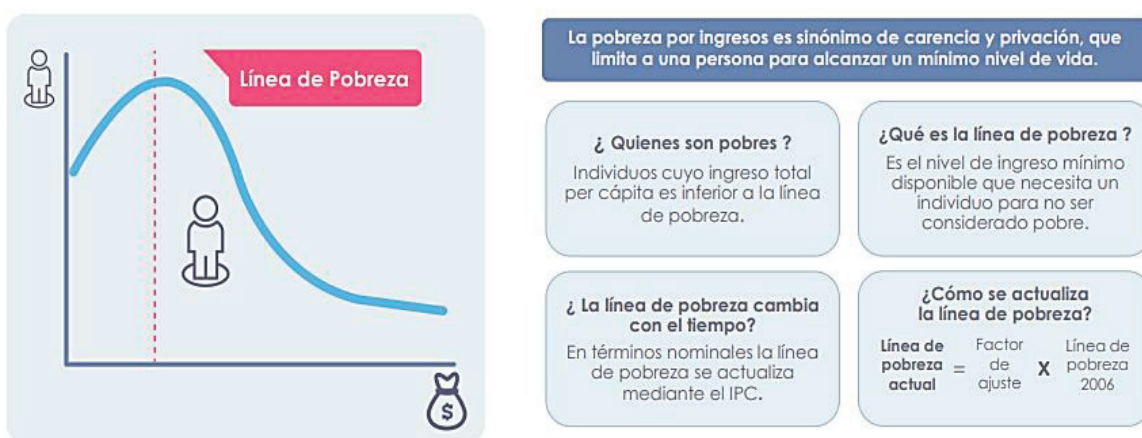 Línea de Pobreza
$
La pobreza por ingresos es sinónimo de carencia y privación, que
limita a una persona para alcanzar un mínimo nivel de vida.
¿ Quienes son pobres ?
Individuos cuyo ingreso total
per cápita es inferior a la línea
de pobreza.
¿Qué es la línea de pobreza ?
Es el nivel de ingreso mínimo
disponible que necesita un
individuo para no ser
considerado pobre.
¿ La línea de pobreza cambia
con el tiempo?
En términos nominales la línea
de pobreza se actualiza
mediante el IPC.
¿Cómo se actualiza
la línea de pobreza?
Línea de pobreza actual = Factor de ajuste X Línea de pobreza 2006